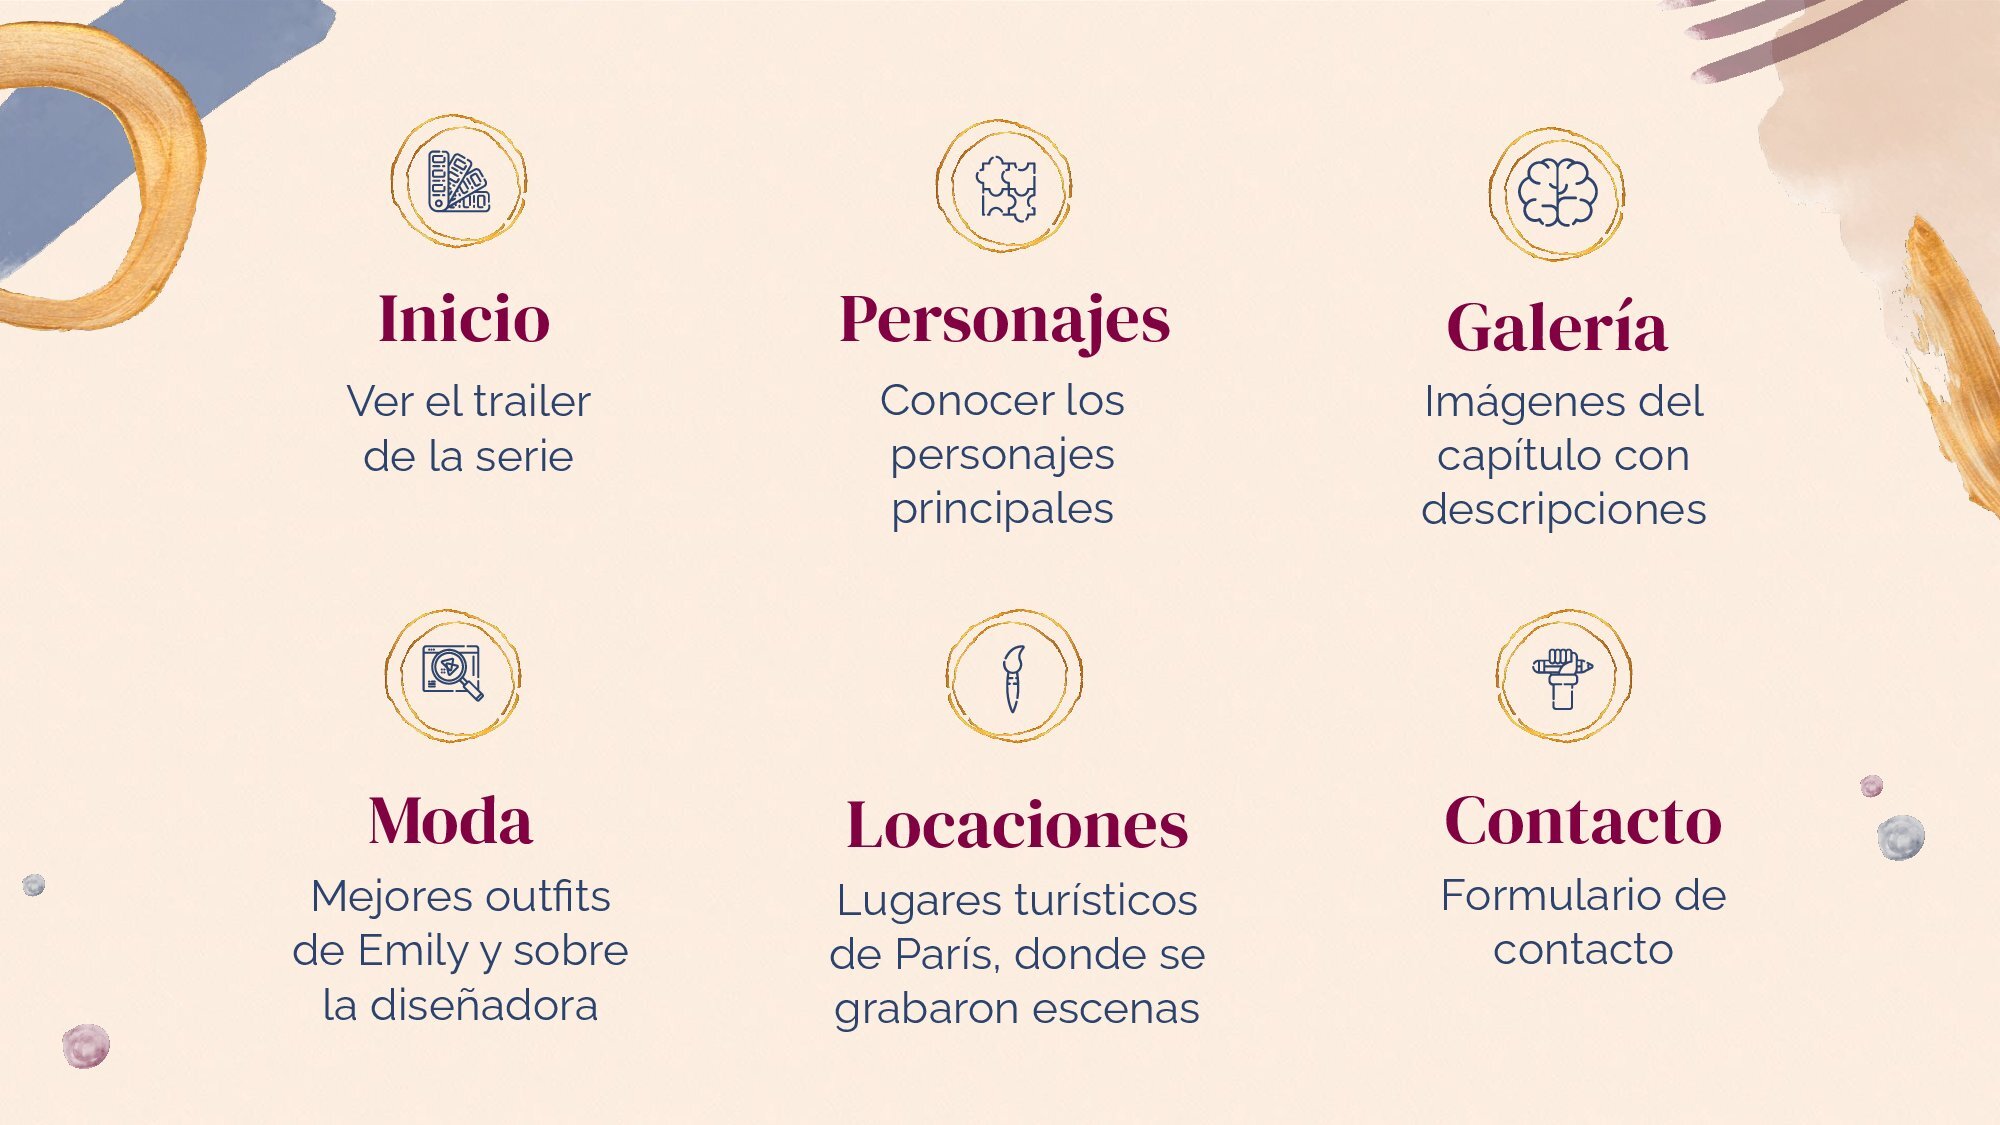 Inicio
Ver el trailer
de la serie
Personajes
Conocer los
personajes
principales
Galería
Imágenes del
capítulo con
descripciones
Moda
Mejores outfits
de Emily y sobre
la diseñadora
Locaciones
Lugares turísticos
de París, donde se
grabaron escenas
Contacto
Formulario de
contacto